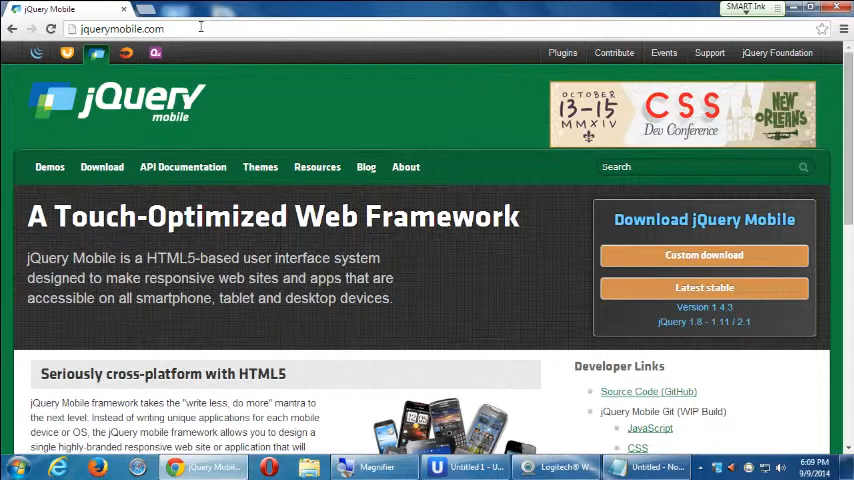 jQuery Mobile
SMART Ink
jquerymobile.com
Plugins Contribute Events Support jQuery Foundation
jQuery
mobile
OCTOBER
13-15
MMXIV
CSS
Dev Conference
NEW
ORLEANS
Demos Download API Documentation Themes Resources Blog About
Search
A Touch-Optimized Web Framework
jQuery Mobile is a HTML5-based user interface system
designed to make responsive web sites and apps that are
accessible on all smartphone, tablet and desktop devices.
Download jQuery Mobile
Custom download
Latest stable
Version 1.4.3
jQuery 1.8 - 1.11 / 2.1
Seriously cross-platform with HTML5
jQuery Mobile framework takes the "write less, do more" mantra to
the next level: Instead of writing unique applications for each mobile
device or OS, the jQuery mobile framework allows you to design a
single highly-branded responsive web site or application that will
Developer Links
Source Code (GitHub)
jQuery Mobile Git (WIP Build)
JavaScript
CSS
jQuery Mobile...
Magnifier
Untitled 1 - U...
Logitech® W...
Untitled - No...
6:09 PM
9/9/2014